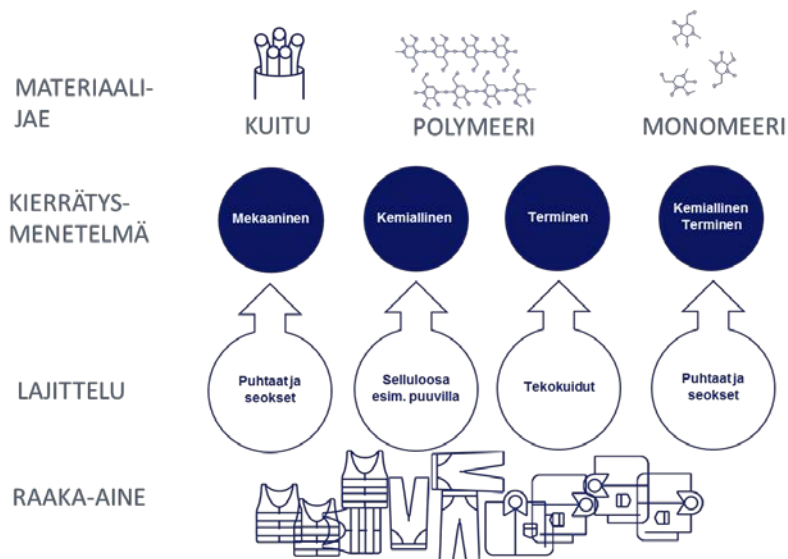 MATERIAALI-
JAE
KUITU
POLYMEERI
MONOMEERI
KIERRÄTYS-
MENETELMÄ
Mekaaninen
Kemiallinen
Terminen
Kemiallinen
Terminen
LAJITTELU
Puhtaat ja
seokset
Selluloosa
esim. puuvilla
Tekokuidut
Puhtaat ja
seokset
RAAKA-AINE